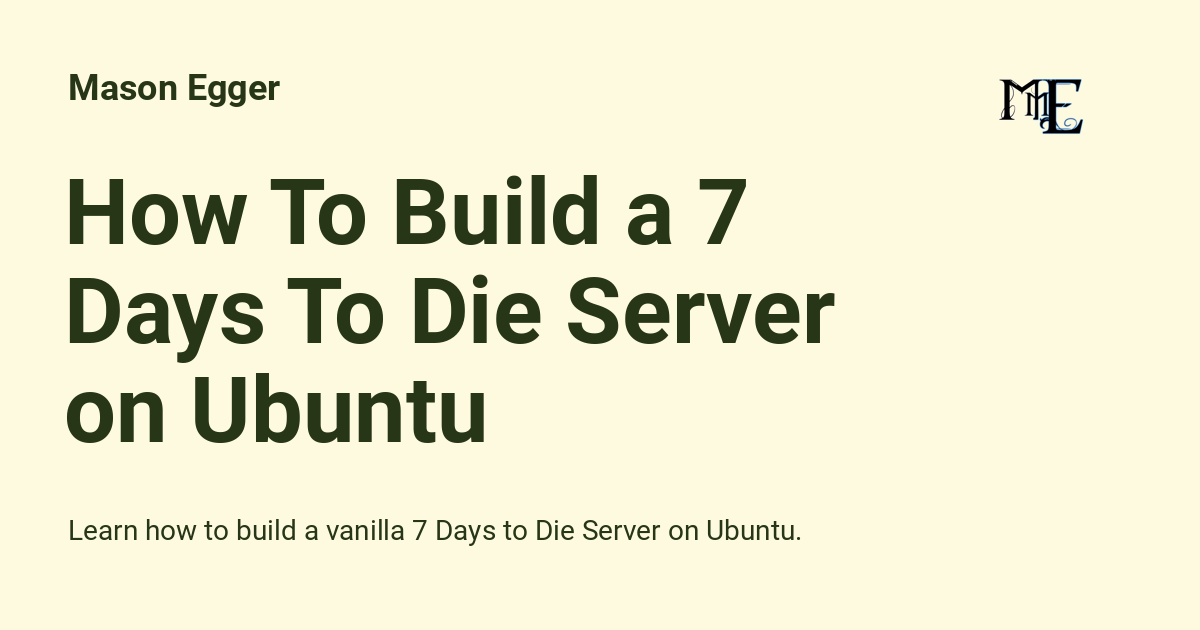 Mason Egger
MmE
How To Build a 7
Days To Die Server
on Ubuntu
Learn how to build a vanilla 7 Days to Die Server on Ubuntu.